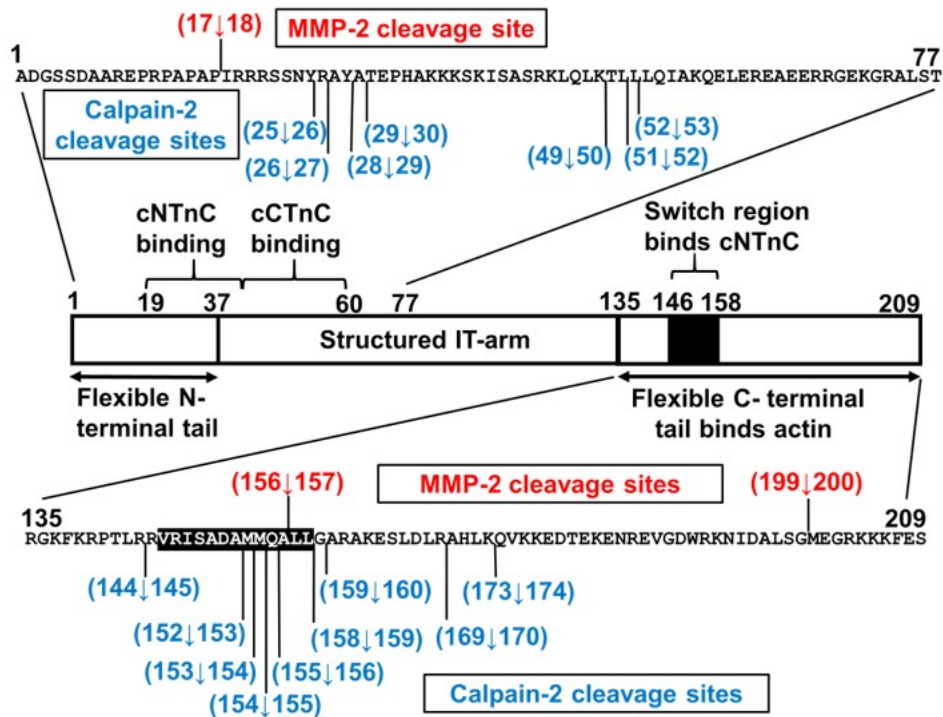 (17↓18) MMP-2 cleavage site
1 77
ADGSSDAAREPRPAPAPIRRRSSNYRAYATEPHAKKKSKISASRKLQLKTLLLQIAKQELEREAEERRGEKGRALST
Calpain-2
cleavage sites
(25↓26) (29↓30) (52↓53)
(26↓27) (28↓29) (49↓50) (51↓52)
cNTnC
binding
cCTnC
binding
Switch region
binds cNTnC
1 19 37 60 77 135 146 158 209
Structured IT-arm
Flexible N-
terminal tail
Flexible C- terminal
tail binds actin
(156↓157) MMP-2 cleavage sites (199↓200)
135 209
RGKFKRPTLRRVRISADAMMQALLGARAKESLDLRAHLKQVKKEDTEKENREVGDWRKNIDALSGMEGRKKKFES
(144↓145) (159↓160) (173↓174)
(152↓153) (158↓159) (169↓170)
(153↓154) (155↓156)
(154↓155)
Calpain-2 cleavage sites